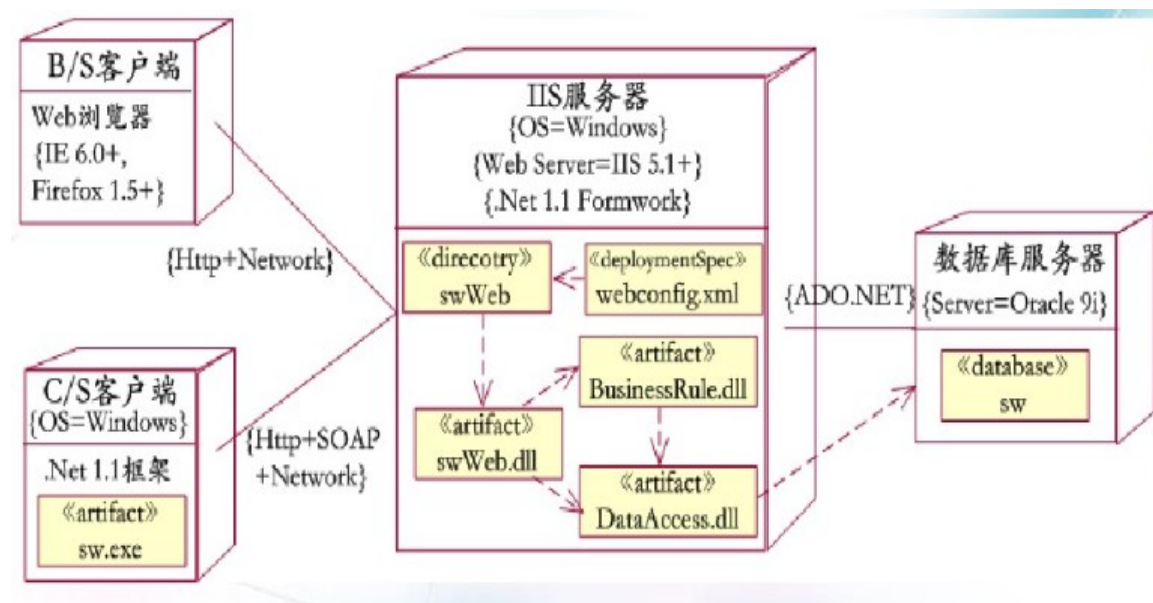 B/S客户端
Web浏览器
{IE 6.0+,
Firefox 1.5+}
{Http+Network}
C/S客户端
{OS=Windows}
.Net 1.1框架
《artifact》
sw.exe
{Http+SOAP
+Network}
IIS服务器
{OS=Windows}
{Web Server=IIS 5.1+}
{.Net 1.1 Formwork}
《direcotry》
swWeb
《deploymentSpec》
webconfig.xml
《artifact》
BusinessRule.dll
《artifact》
swWeb.dll
《artifact》
DataAccess.dll
{ADO.NET}
数据库服务器
{Server=Oracle 9i}
《database》
sw